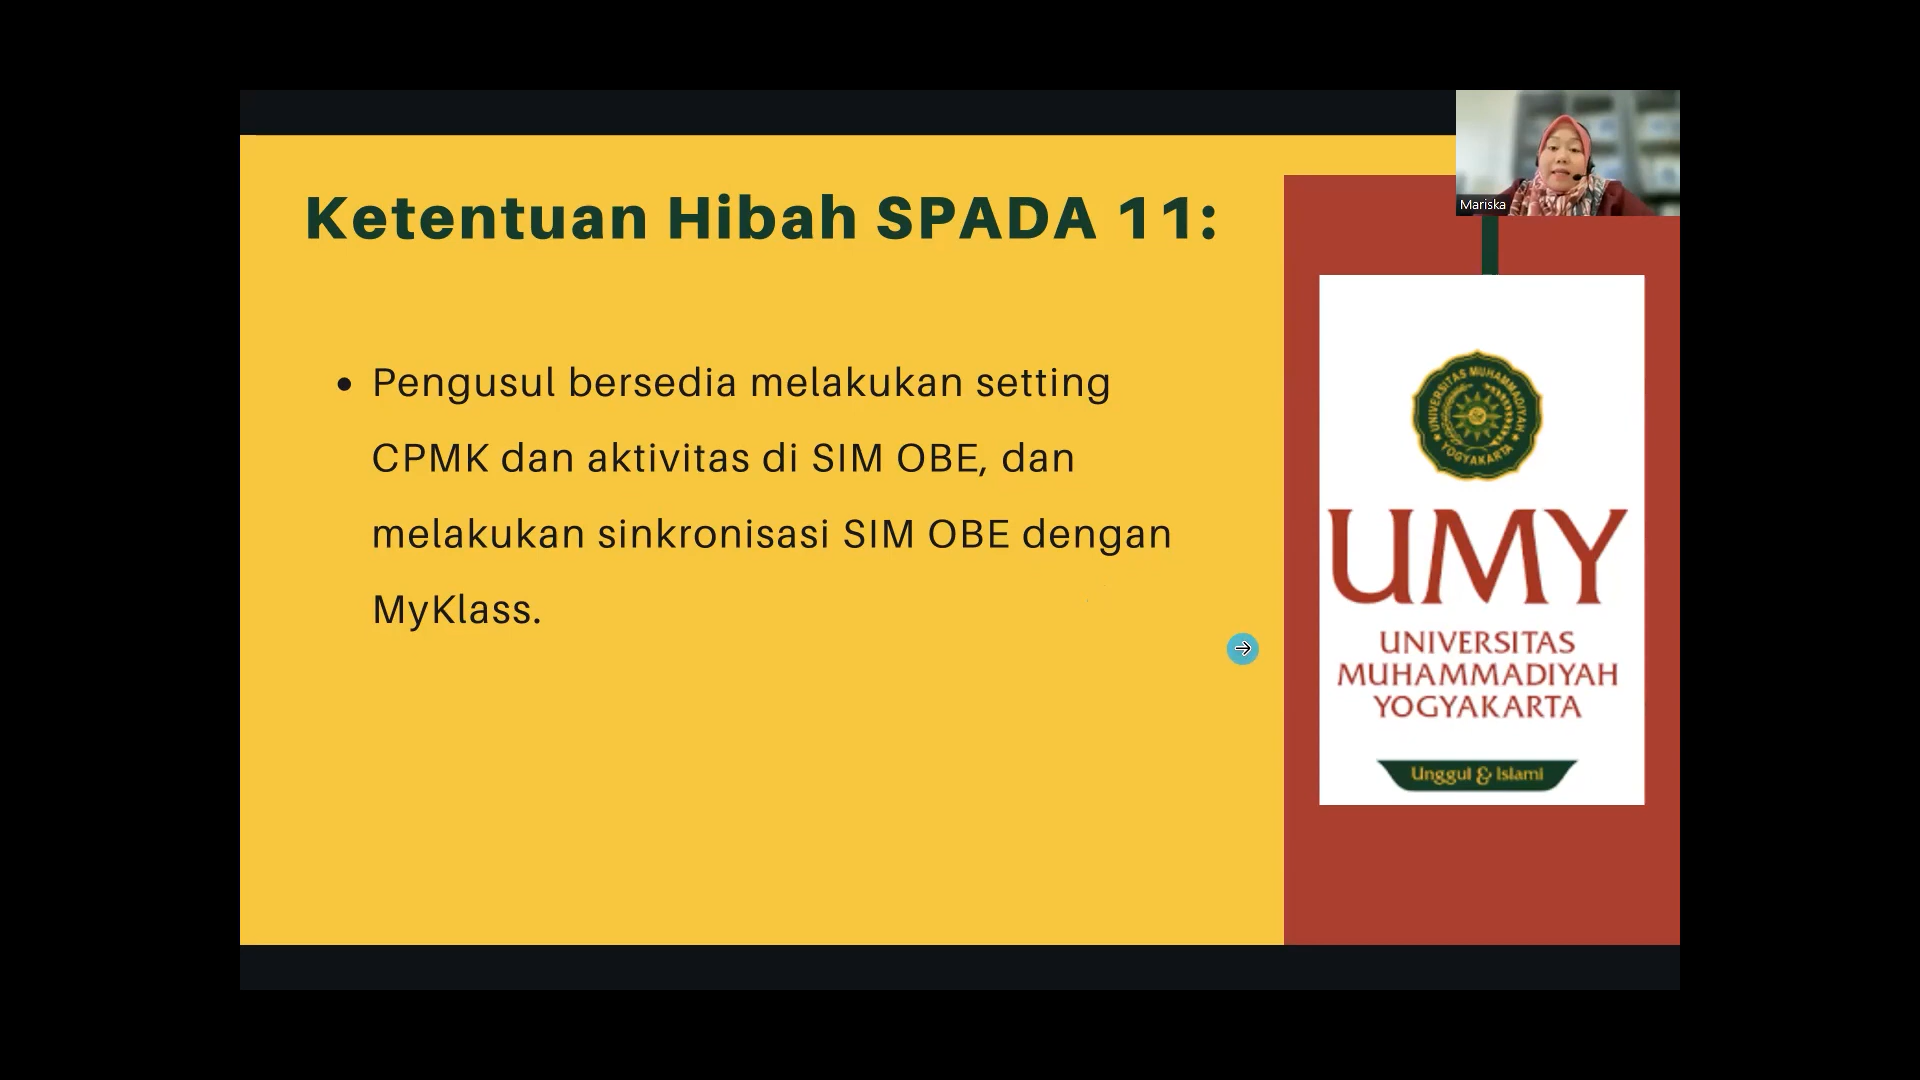 Mariska
Ketentuan Hibah SPADA 11:
• Pengusul bersedia melakukan setting
CPMK dan aktivitas di SIM OBE, dan
melakukan sinkronisasi SIM OBE dengan
MyKlass.
UNIVERSITAS MUHAMMADIYAH
YOGYAKARTA
UMY
UNIVERSITAS
MUHAMMADIYAH
YOGYAKARTA
Unggul & Islami